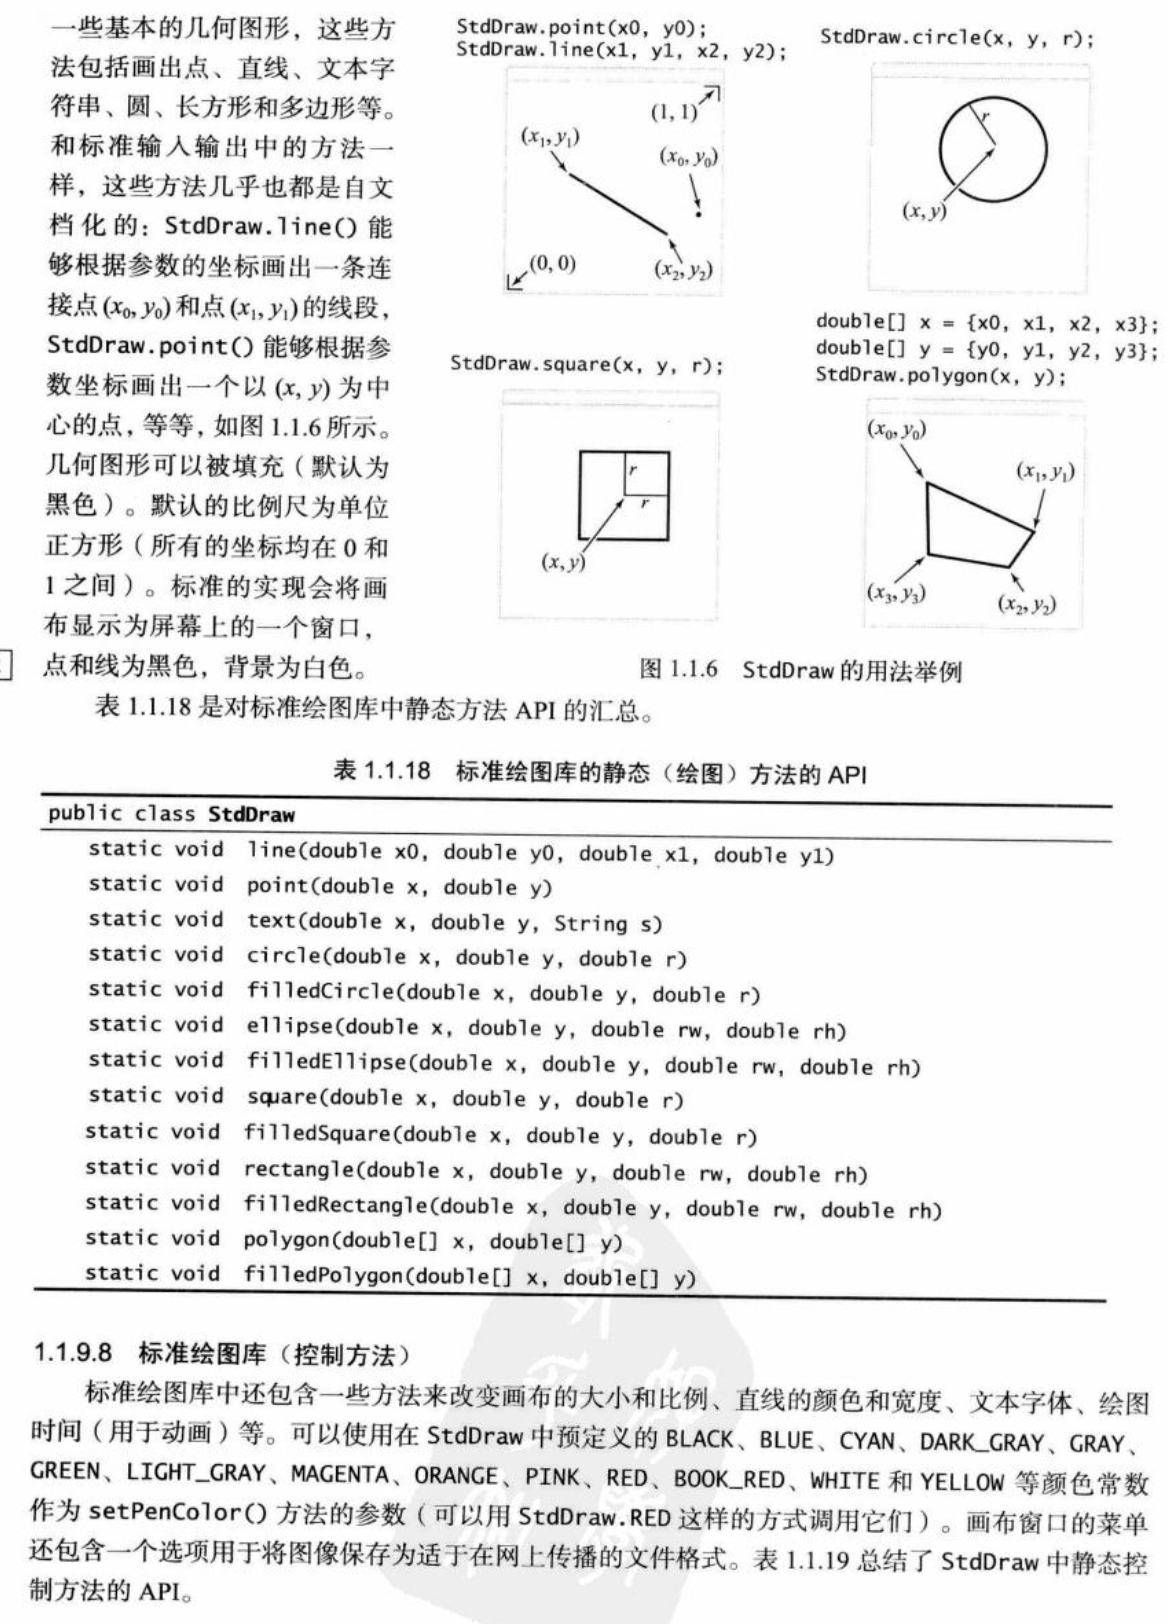 一些基本的几何图形，这些方
法包括画出点、直线、文本字
符串、圆、长方形和多边形等。
和标准输入输出中的方法一
样，这些方法几乎也都是自文
档化的：StdDraw.line() 能
够根据参数的坐标画出一条连
接点 (x0, y0) 和点 (x1, y1) 的线段，
StdDraw.point() 能够根据参
数坐标画出一个以 (x, y) 为中
心的点，等等，如图 1.1.6 所示。
几何图形可以被填充（默认为
黑色）。默认的比例尺为单位
正方形（所有的坐标均在 0 和
1 之间）。标准的实现会将画
布显示为屏幕上的一个窗口，
点和线为黑色，背景为白色。
StdDraw.point(x0, y0);
StdDraw.line(x1, y1, x2, y2);
(1, 1)
(x1, y1)
(x0, y0)
(0, 0)
(x2, y2)
StdDraw.circle(x, y, r);
r
(x, y)
StdDraw.square(x, y, r);
r
r
(x, y)
double[] x = {x0, x1, x2, x3};
double[] y = {y0, y1, y2, y3};
StdDraw.polygon(x, y);
(x0, y0)
(x1, y1)
(x3, y3)
(x2, y2)
图 1.1.6 StdDraw 的用法举例
表 1.1.18 是对标准绘图库中静态方法 API 的汇总。
表 1.1.18 标准绘图库的静态（绘图）方法的 API
public class StdDraw
static void line(double x0, double y0, double x1, double y1)
static void point(double x, double y)
static void text(double x, double y, String s)
static void circle(double x, double y, double r)
static void filledCircle(double x, double y, double r)
static void ellipse(double x, double y, double rw, double rh)
static void filledEllipse(double x, double y, double rw, double rh)
static void square(double x, double y, double r)
static void filledSquare(double x, double y, double r)
static void rectangle(double x, double y, double rw, double rh)
static void filledRectangle(double x, double y, double rw, double rh)
static void polygon(double[] x, double[] y)
static void filledPolygon(double[] x, double[] y)
1.1.9.8 标准绘图库（控制方法）
标准绘图库中还包含一些方法来改变画布的大小和比例、直线的颜色和宽度、文本字体、绘图
时间（用于动画）等。可以使用在 StdDraw 中预定义的 BLACK、BLUE、CYAN、DARK_GRAY、GRAY、
GREEN、LIGHT_GRAY、MAGENTA、ORANGE、PINK、RED、BOOK_RED、WHITE 和 YELLOW 等颜色常数
作为 setPenColor() 方法的参数（可以用 StdDraw.RED 这样的方式调用它们）。画布窗口的菜单
还包含一个选项用于将图像保存为适于在网上传播的文件格式。表 1.1.19 总结了 StdDraw 中静态控
制方法的 API。